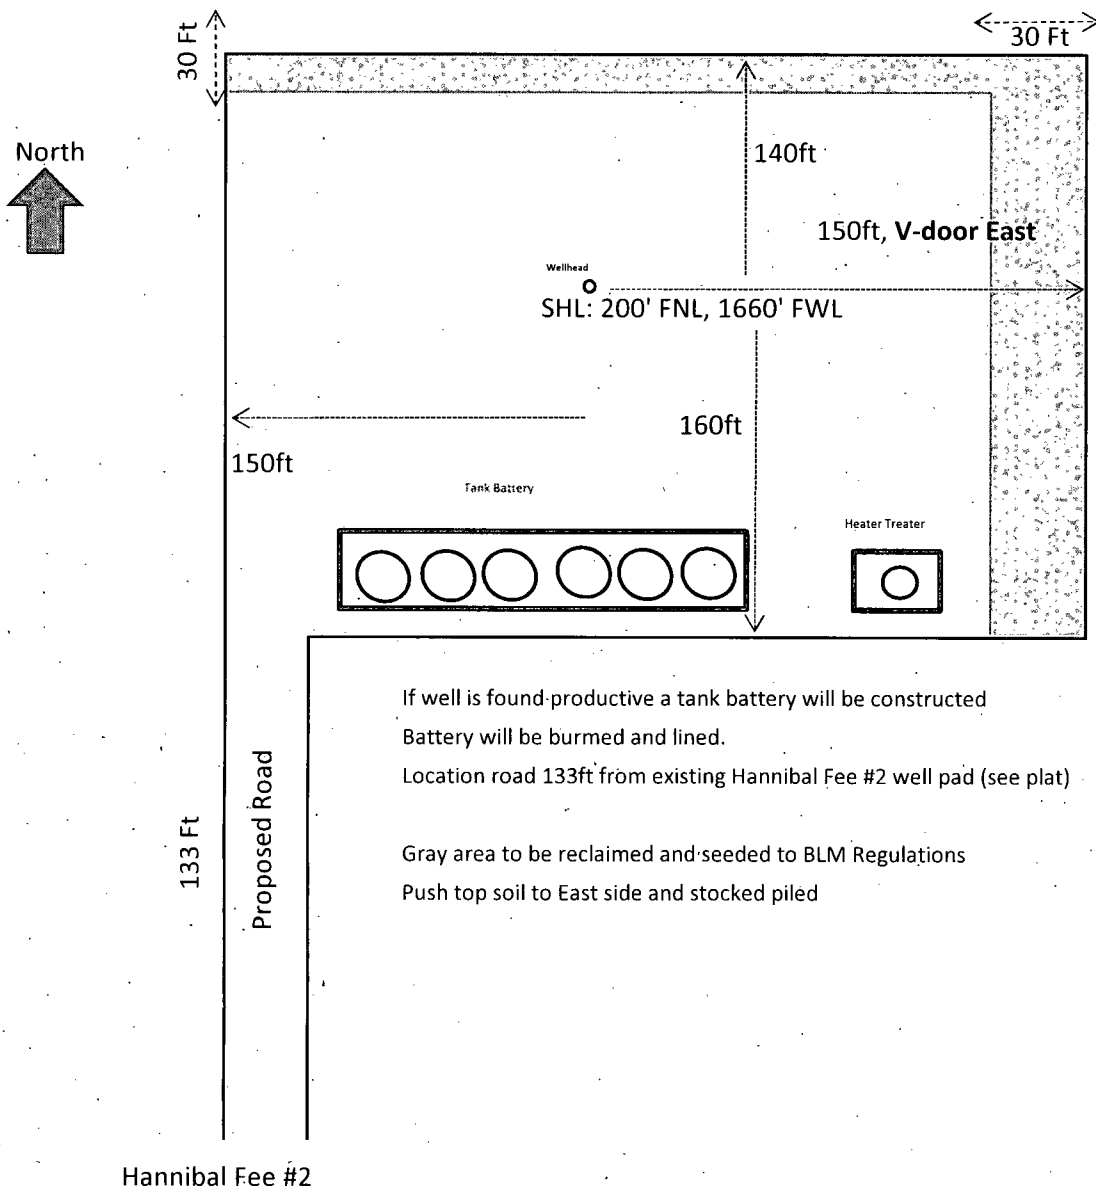 30 Ft
30 Ft
North
140ft
150ft, V-door East
Wellhead
SHL: 200' FNL, 1660' FWL
160ft
150ft
Tank Battery
Heater Treater
If well is found productive a tank battery will be constructed
Battery will be burmed and lined.
Location road 133ft from existing Hannibal Fee #2 well pad (see plat)
133 Ft
Proposed Road
Gray area to be reclaimed and seeded to BLM Regulations
Push top soil to East side and stocked piled
Hannibal Fee #2